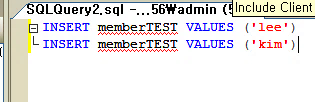 SQLQuery2.sql -...56₩admin (5
Include Client
INSERT memberTEST VALUES ('lee')
INSERT memberTEST VALUES ('kim')